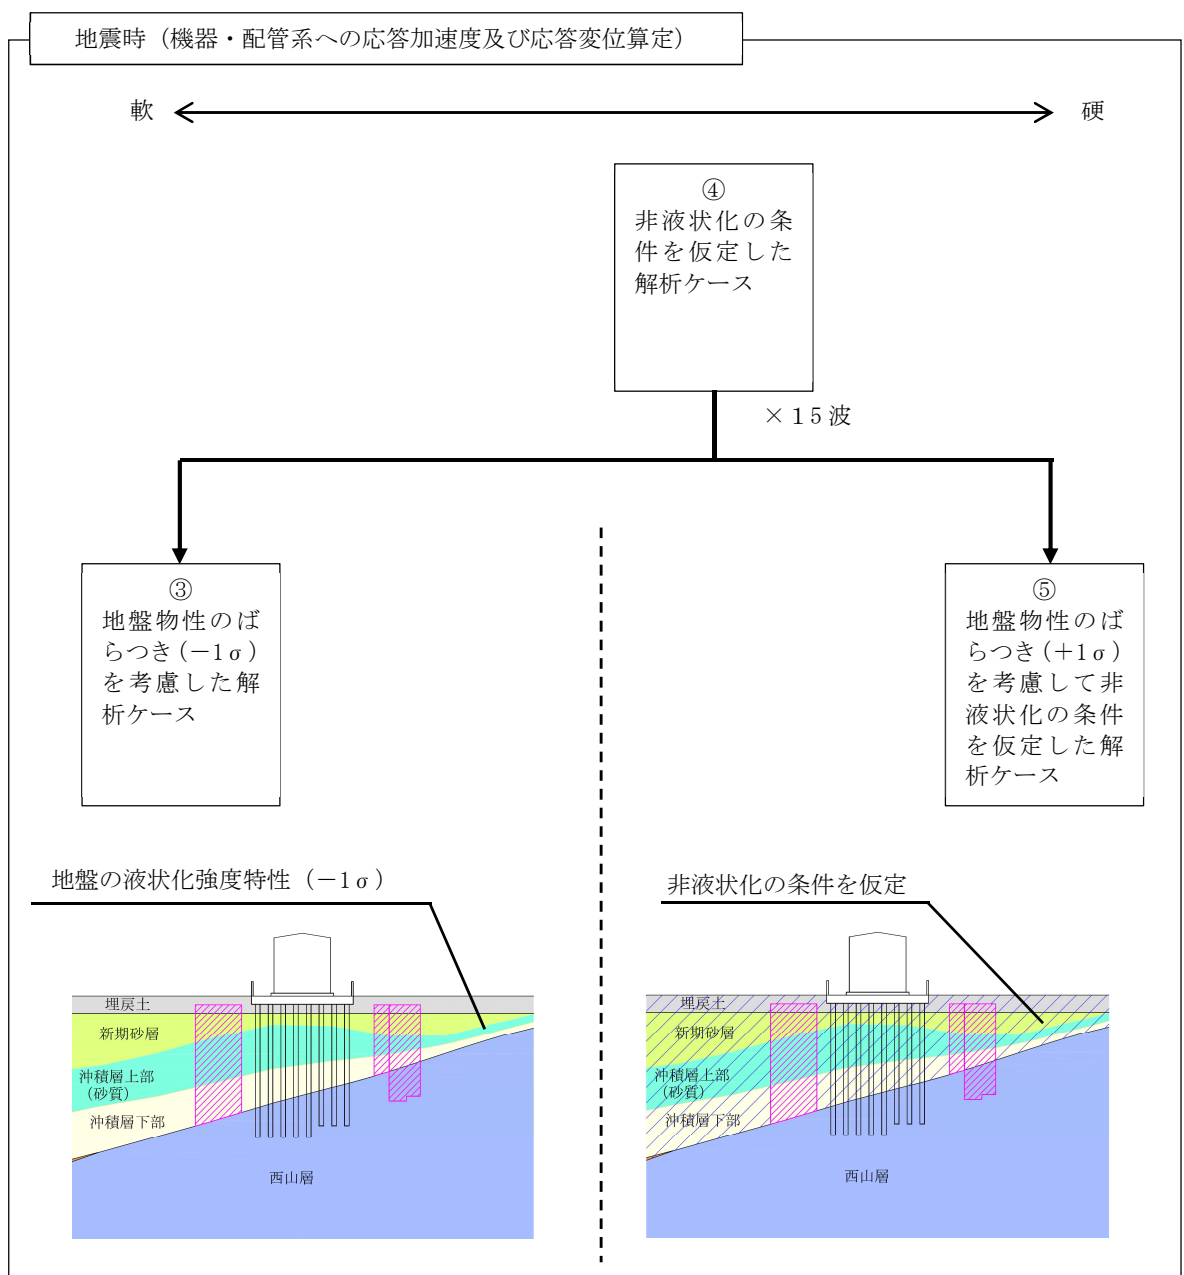 地震時（機器・配管系への応答加速度及び応答変位算定）
軟
硬
④
非液状化の条
件を仮定した
解析ケース
×１５波
③
地盤物性のば
らつき(－1σ)
を考慮した解
析ケース
⑤
地盤物性のば
らつき(＋1σ)
を考慮して非
液状化の条件
を仮定した解
析ケース
地盤の液状化強度特性（－1σ）
非液状化の条件を仮定
埋戻土
新期砂層
沖積層上部
(砂質)
沖積層下部
西山層
埋戻土
新期砂層
沖積層上部
(砂質)
沖積層下部
西山層